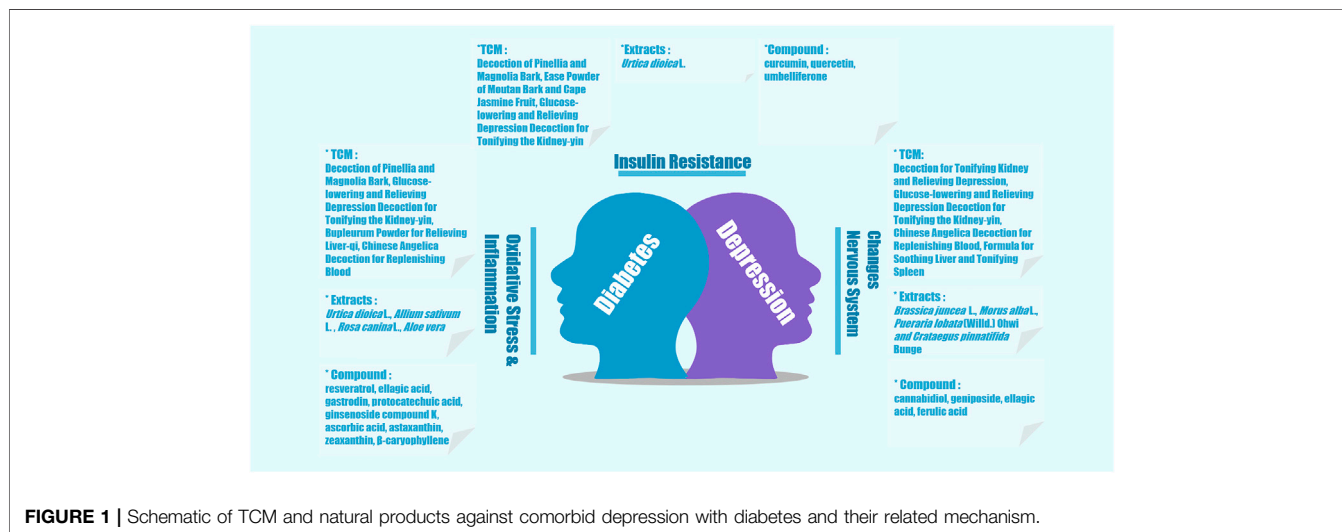 *TCM :
Decoction of Pinellia and
Magnolia Bark, Ease Powder
of Moutan Bark and Cape
Jasmine Fruit, Glucose-
lowering and Relieving
Depression Decoction for
Tonifying the Kidney-yin
*Extracts :
Urtica dioica L.
*Compound :
curcumin, quercetin,
umbelliferone
Insulin Resistance
* TCM :
Decoction of Pinellia and
Magnolia Bark, Glucose-
lowering and Relieving
Depression Decoction for
Tonifying the Kidney-yin,
Bupleurum Powder for Relieving
Liver-qi, Chinese Angelica
Decoction for Replenishing
Blood
* Extracts :
Urtica dioica L., Allium sativum
L. , Rosa canina L., Aloe vera
* Compound :
resveratrol, ellagic acid,
gastrodin, protocatechuic acid,
ginsenoside compound K,
ascorbic acid, astaxanthin,
zeaxanthin, β-caryophyllene
Oxidative Stress &
Inflammation
Diabetes
Depression
Changes
Nervous System
* TCM:
Decoction for Tonifying Kidney
and Relieving Depression,
Glucose-lowering and Relieving
Depression Decoction for
Tonifying the Kidney-yin,
Chinese Angelica Decoction for
Replenishing Blood, Formula for
Soothing Liver and Tonifying
Spleen
* Extracts :
Brassica juncea L., Morus alba L.,
Pueraria lobata (Willd.) Ohwi
and Crataegus pinnatifida
Bunge
* Compound :
cannabidiol, geniposide, ellagic
acid, ferulic acid
FIGURE 1 | Schematic of TCM and natural products against comorbid depression with diabetes and their related mechanism.